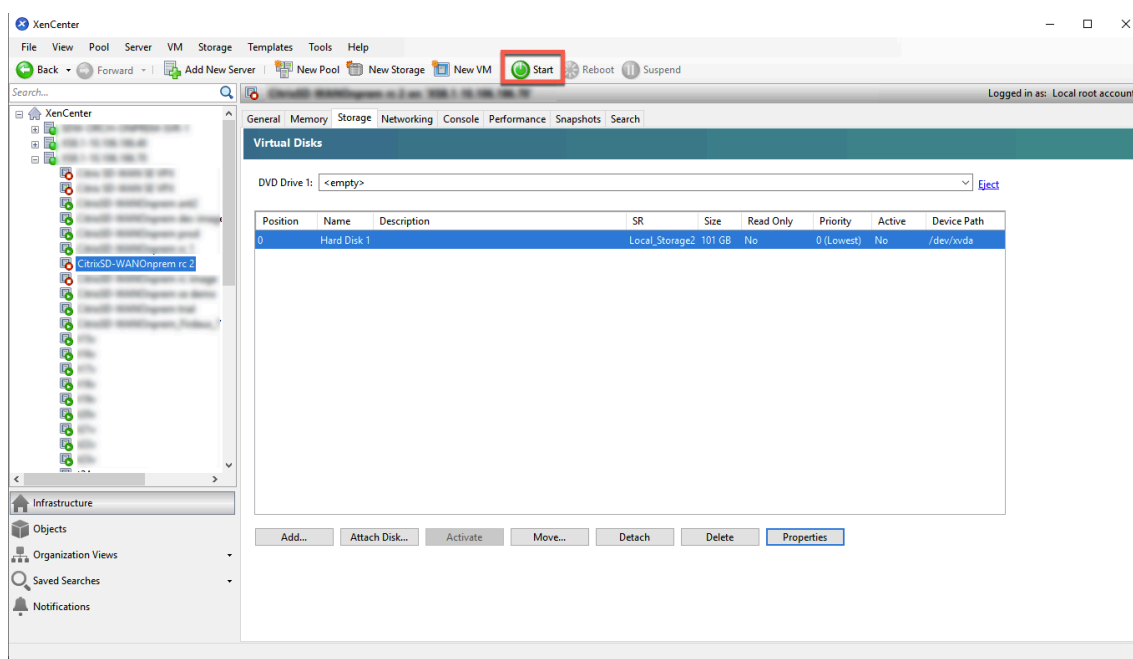 XenCenter
File View Pool Server VM Storage Templates Tools Help
Back Forward Add New Server New Pool New Storage New VM Start Reboot Suspend
Search...
Logged in as: Local root account
XenCenter
General Memory Storage Networking Console Performance Snapshots Search
Virtual Disks
DVD Drive 1: <empty> Eject
Position Name Description SR Size Read Only Priority Active Device Path
0 Hard Disk 1 Local_Storage2 101 GB No 0 (Lowest) No /dev/xvda
CitrixSD-WANOnprem rc 2
Infrastructure
Objects
Organization Views
Saved Searches
Notifications
Add... Attach Disk... Activate Move... Detach Delete Properties